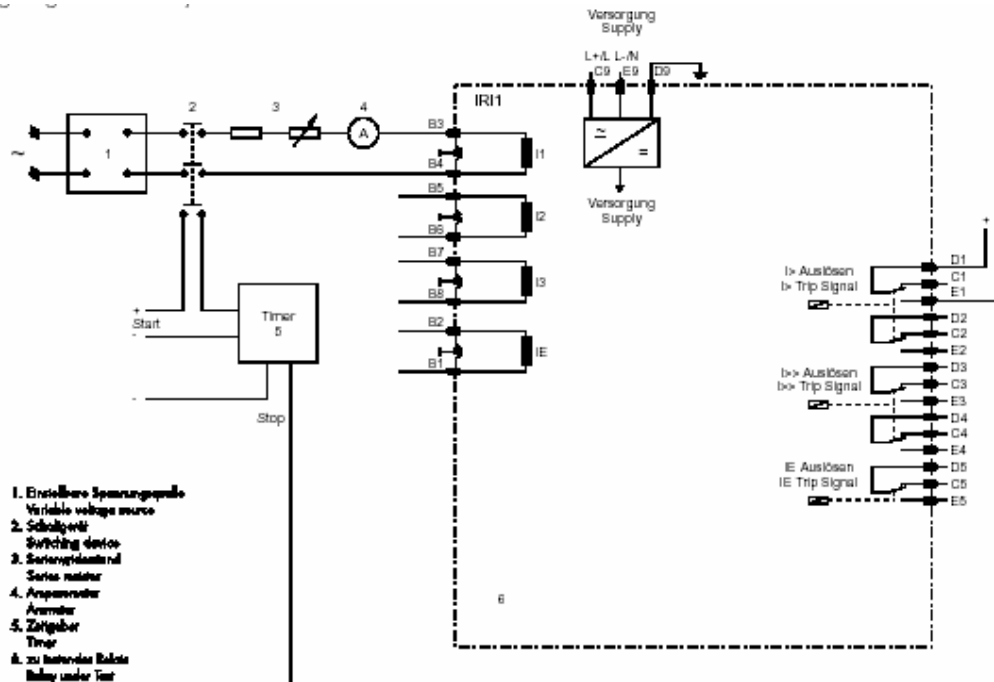 Versorgung
Supply
L+/L L-/N
C9 E9 D9
IRI1
2
3
4
A
~
1
B3
B4
I1
B5
B6
I2
B7
B8
I3
B2
B1
IE
≃
=
Versorgung
Supply
+
I> Auslösen
I> Trip Signal
D1
C1
E1
D2
C2
E2
I>> Auslösen
I>> Trip Signal
D3
C3
E3
D4
C4
E4
IE Auslösen
IE Trip Signal
D5
C5
E5
+
Start
-
Timer
5
-
Stop
6
1. Einstellbare Spannungsquelle
Variable voltage source
2. Schaltgerät
Switching device
3. Serienwiderstand
Series resistor
4. Amperemeter
Ammeter
5. Zeitgeber
Timer
6. zu testendes Relais
Relay under Test